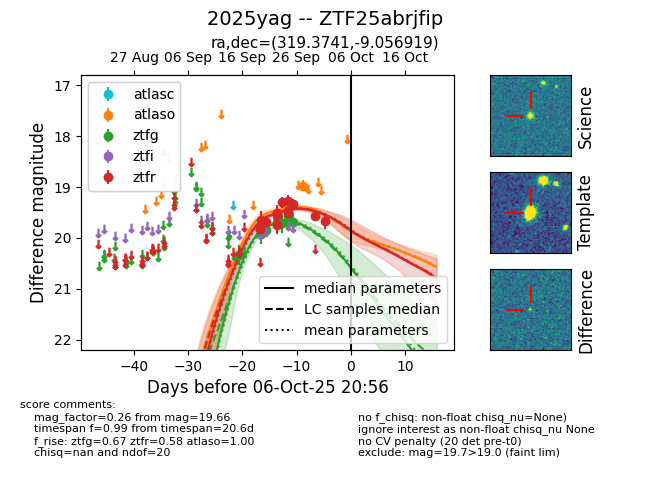 2025yag -- ZTF25abrjfip
ra,dec=(319.3741,-9.056919)
27 Aug 06 Sep 16 Sep 26 Sep 06 Oct 16 Oct
17
18
19
20
21
22
Difference magnitude
atlasc
atlaso
ztfg
ztfi
ztfr
median parameters
LC samples median
mean parameters
−40 −30 −20 −10 0 10
Days before 06-Oct-25 20:56
Science
Template
Difference
score comments:
mag_factor=0.26 from mag=19.66
timespan f=0.99 from timespan=20.6d
f_rise: ztfg=0.67 ztfr=0.58 atlaso=1.00
chisq=nan and ndof=20
no f_chisq: non-float chisq_nu=None)
ignore interest as non-float chisq_nu None
no CV penalty (20 det pre-t0)
exclude: mag=19.7>19.0 (faint lim)